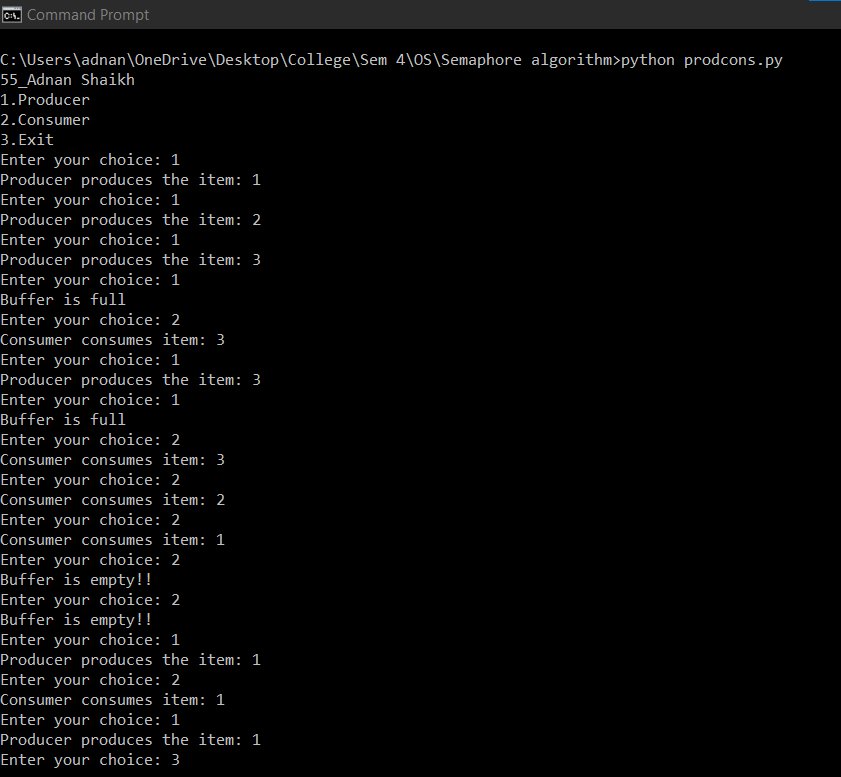 Command Prompt
C:\Users\adnan\OneDrive\Desktop\College\Sem 4\OS\Semaphore algorithm>python prodcons.py
55_Adnan Shaikh
1.Producer
2.Consumer
3.Exit
Enter your choice: 1
Producer produces the item: 1
Enter your choice: 1
Producer produces the item: 2
Enter your choice: 1
Producer produces the item: 3
Enter your choice: 1
Buffer is full
Enter your choice: 2
Consumer consumes item: 3
Enter your choice: 1
Producer produces the item: 3
Enter your choice: 1
Buffer is full
Enter your choice: 2
Consumer consumes item: 3
Enter your choice: 2
Consumer consumes item: 2
Enter your choice: 2
Consumer consumes item: 1
Enter your choice: 2
Buffer is empty!!
Enter your choice: 2
Buffer is empty!!
Enter your choice: 1
Producer produces the item: 1
Enter your choice: 2
Consumer consumes item: 1
Enter your choice: 1
Producer produces the item: 1
Enter your choice: 3